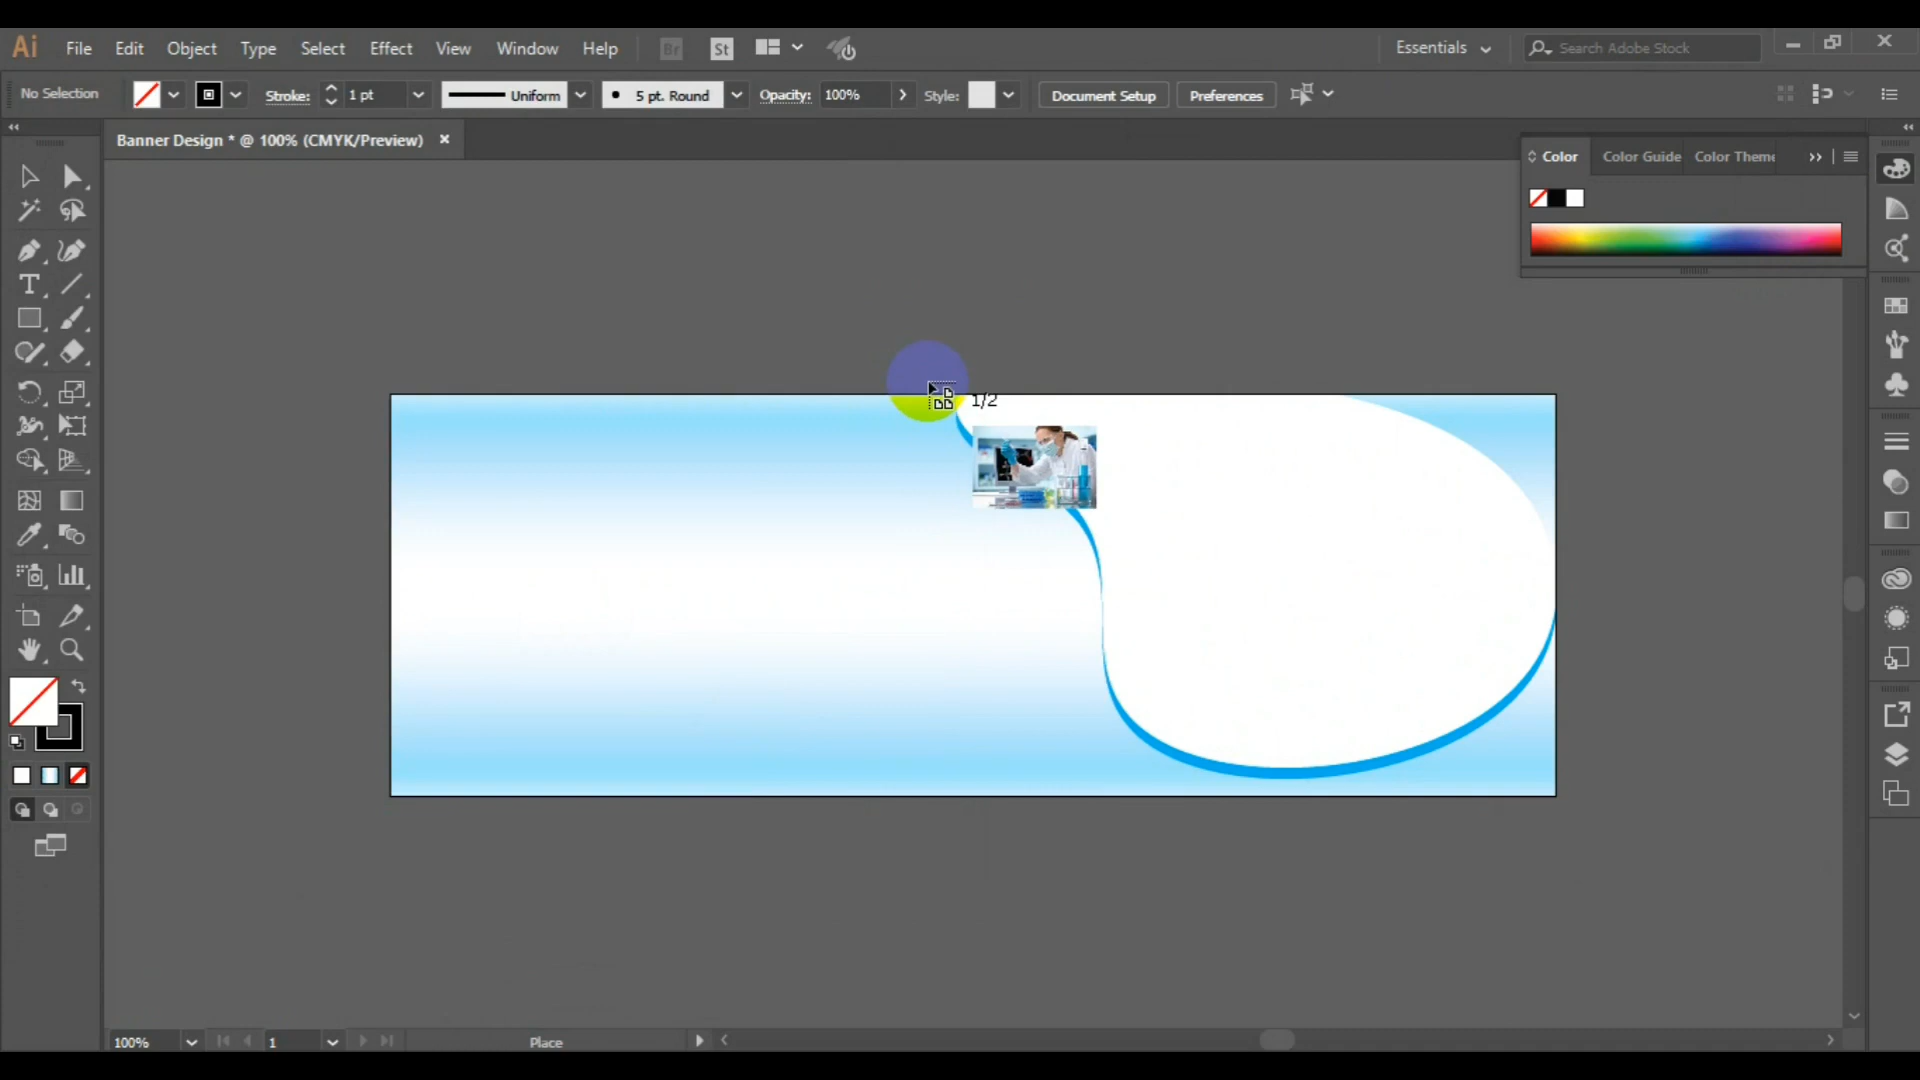 Ai File Edit Object Type Select Effect View Window Help Br St Essentials Search Adobe Stock
No Selection Stroke: 1 pt Uniform 5 pt. Round Opacity: 100% Style: Document Setup Preferences
Banner Design * @ 100% (CMYK/Preview)
Color Color Guide Color Theme
1/2
100% 1 Place